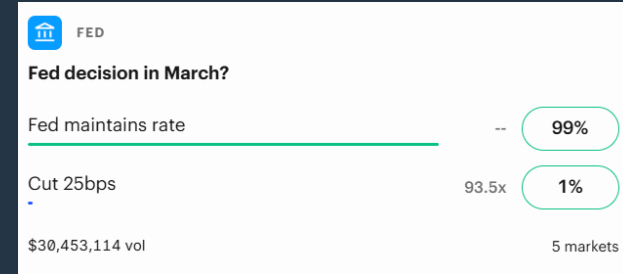 FED
Fed decision in March?
Fed maintains rate -- 99%
Cut 25bps 93.5x 1%
$30,453,114 vol 5 markets